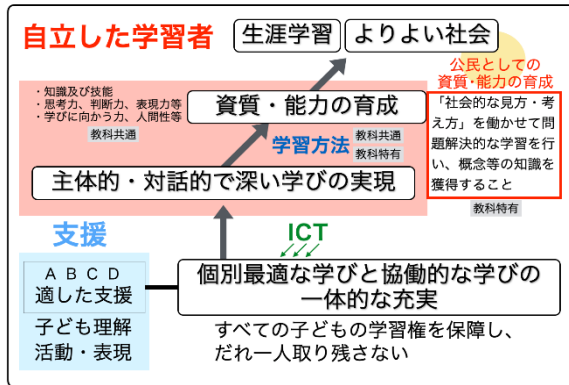 自立した学習者
生涯学習
よりよい社会
公民としての
資質・能力の育成
・知識及び技能
・思考力、判断力、表現力等
・学びに向かう力、人間性等
教科共通
資質・能力の育成
「社会的な見方・考
え方」を働かせて問
題解決的な学習を行
い、概念等の知識を
獲得すること
教科特有
学習方法
教科共通
教科特有
主体的・対話的で深い学びの実現
支援
ICT
A B C D
適した支援
子ども理解
活動・表現
個別最適な学びと協働的な学びの
一体的な充実
すべての子どもの学習権を保障し、
だれ一人取り残さない